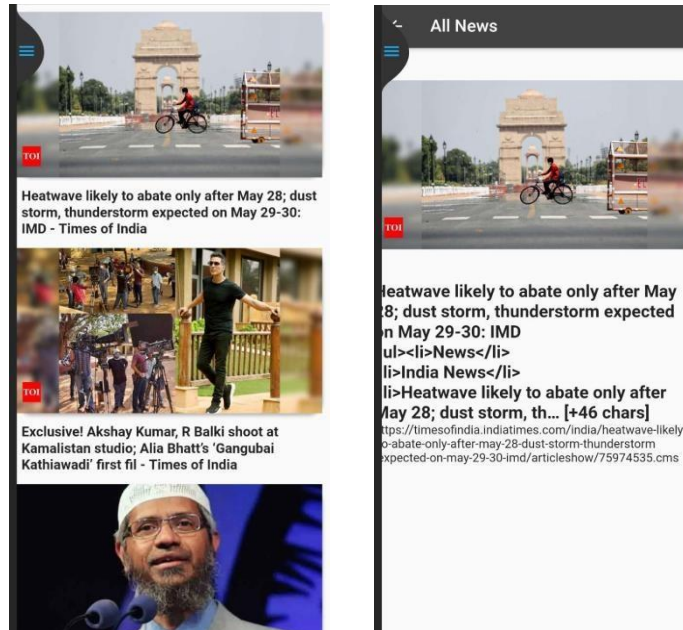 TOI
Heatwave likely to abate only after May 28; dust
storm, thunderstorm expected on May 29-30:
IMD - Times of India
TOI
Exclusive! Akshay Kumar, R Balki shoot at
Kamalistan studio; Alia Bhatt's ‘Gangubai
Kathiawadi’ first fil - Times of India
All News
TOI
Heatwave likely to abate only after May
28; dust storm, thunderstorm expected
on May 29-30: IMD
ul><li>News</li>
li>India News</li>
li>Heatwave likely to abate only after
May 28; dust storm, th… [+46 chars]
ttps://timesofindia.indiatimes.com/india/heatwave-likely
o-abate-only-after-may-28-dust-storm-thunderstorm
expected-on-may-29-30-imd/articleshow/75974535.cms